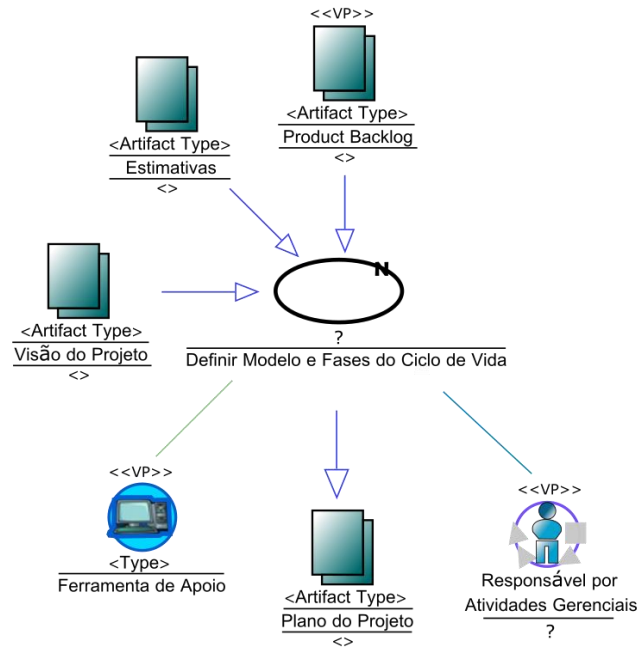 <<VP>>
<Artifact Type>
Product Backlog
<>
<Artifact Type>
Estimativas
<>
<Artifact Type>
Visão do Projeto
<>
N
?
Definir Modelo e Fases do Ciclo de Vida
<<VP>>
<Type>
Ferramenta de Apoio
<Artifact Type>
Plano do Projeto
<>
<<VP>>
Responsável por
Atividades Gerenciais
?